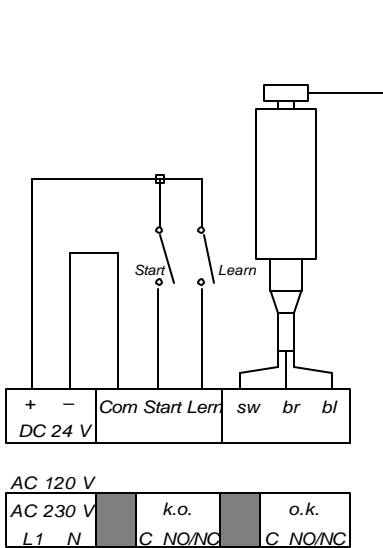 Start Learn
+ – Com Start Lern sw br bl
DC 24 V
AC 120 V
AC 230 V k.o. o.k.
L1 N C NO/NC C NO/NC